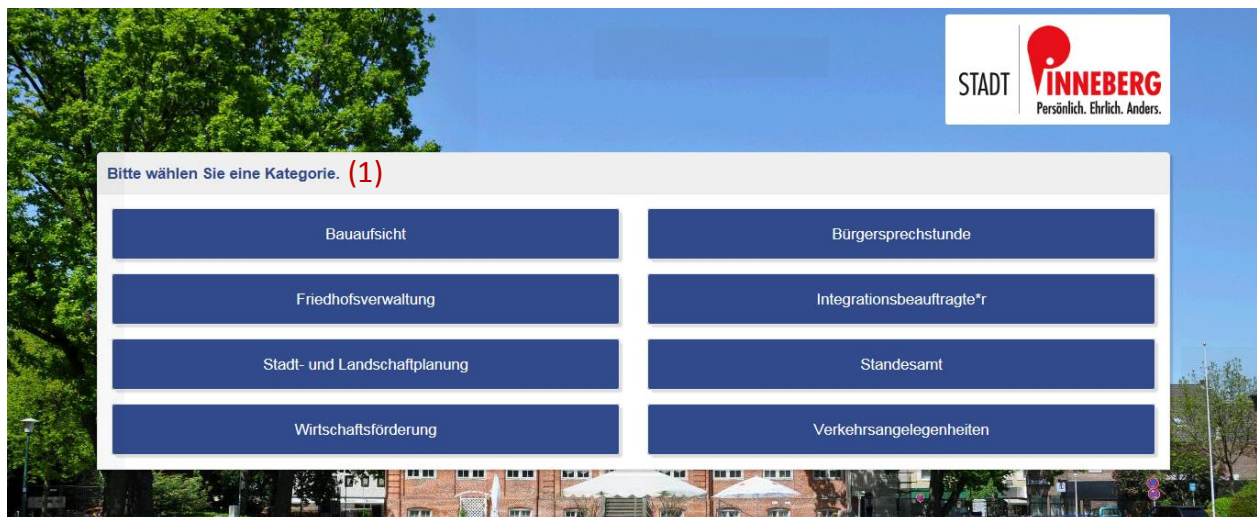 STADT PINNEBERG
Persönlich. Ehrlich. Anders.
Bitte wählen Sie eine Kategorie. (1)
Bauaufsicht
Bürgersprechstunde
Friedhofsverwaltung
Integrationsbeauftragte*r
Stadt- und Landschaftplanung
Standesamt
Wirtschaftsförderung
Verkehrsangelegenheiten